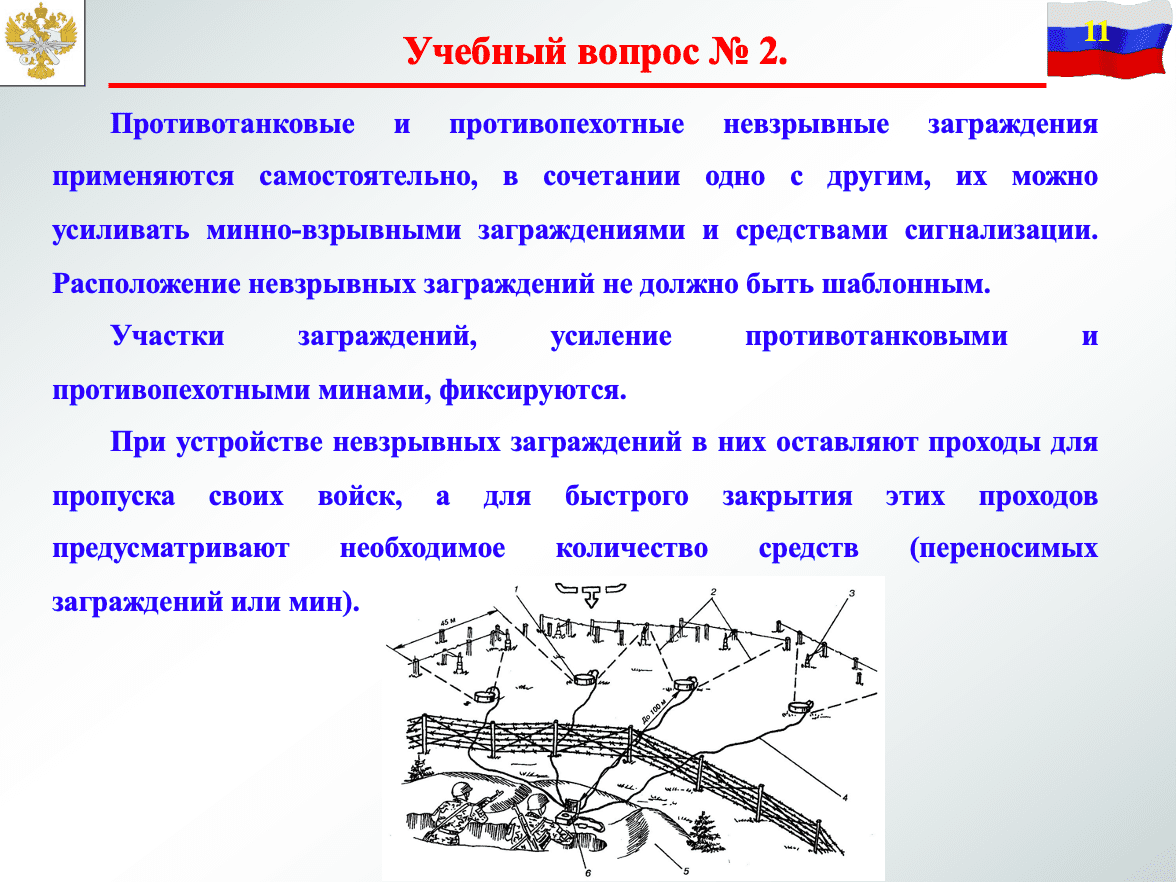 11
Учебный вопрос № 2.
Противотанковые и противопехотные невзрывные заграждения
применяются самостоятельно, в сочетании одно с другим, их можно
усиливать минно-взрывными заграждениями и средствами сигнализации.
Расположение невзрывных заграждений не должно быть шаблонным.
Участки заграждений, усиление противотанковыми и
противопехотными минами, фиксируются.
При устройстве невзрывных заграждений в них оставляют проходы для
пропуска своих войск, а для быстрого закрытия этих проходов
предусматривают необходимое количество средств (переносимых
заграждений или мин).
1
2
3
45 м
До 100 м
4
5
6